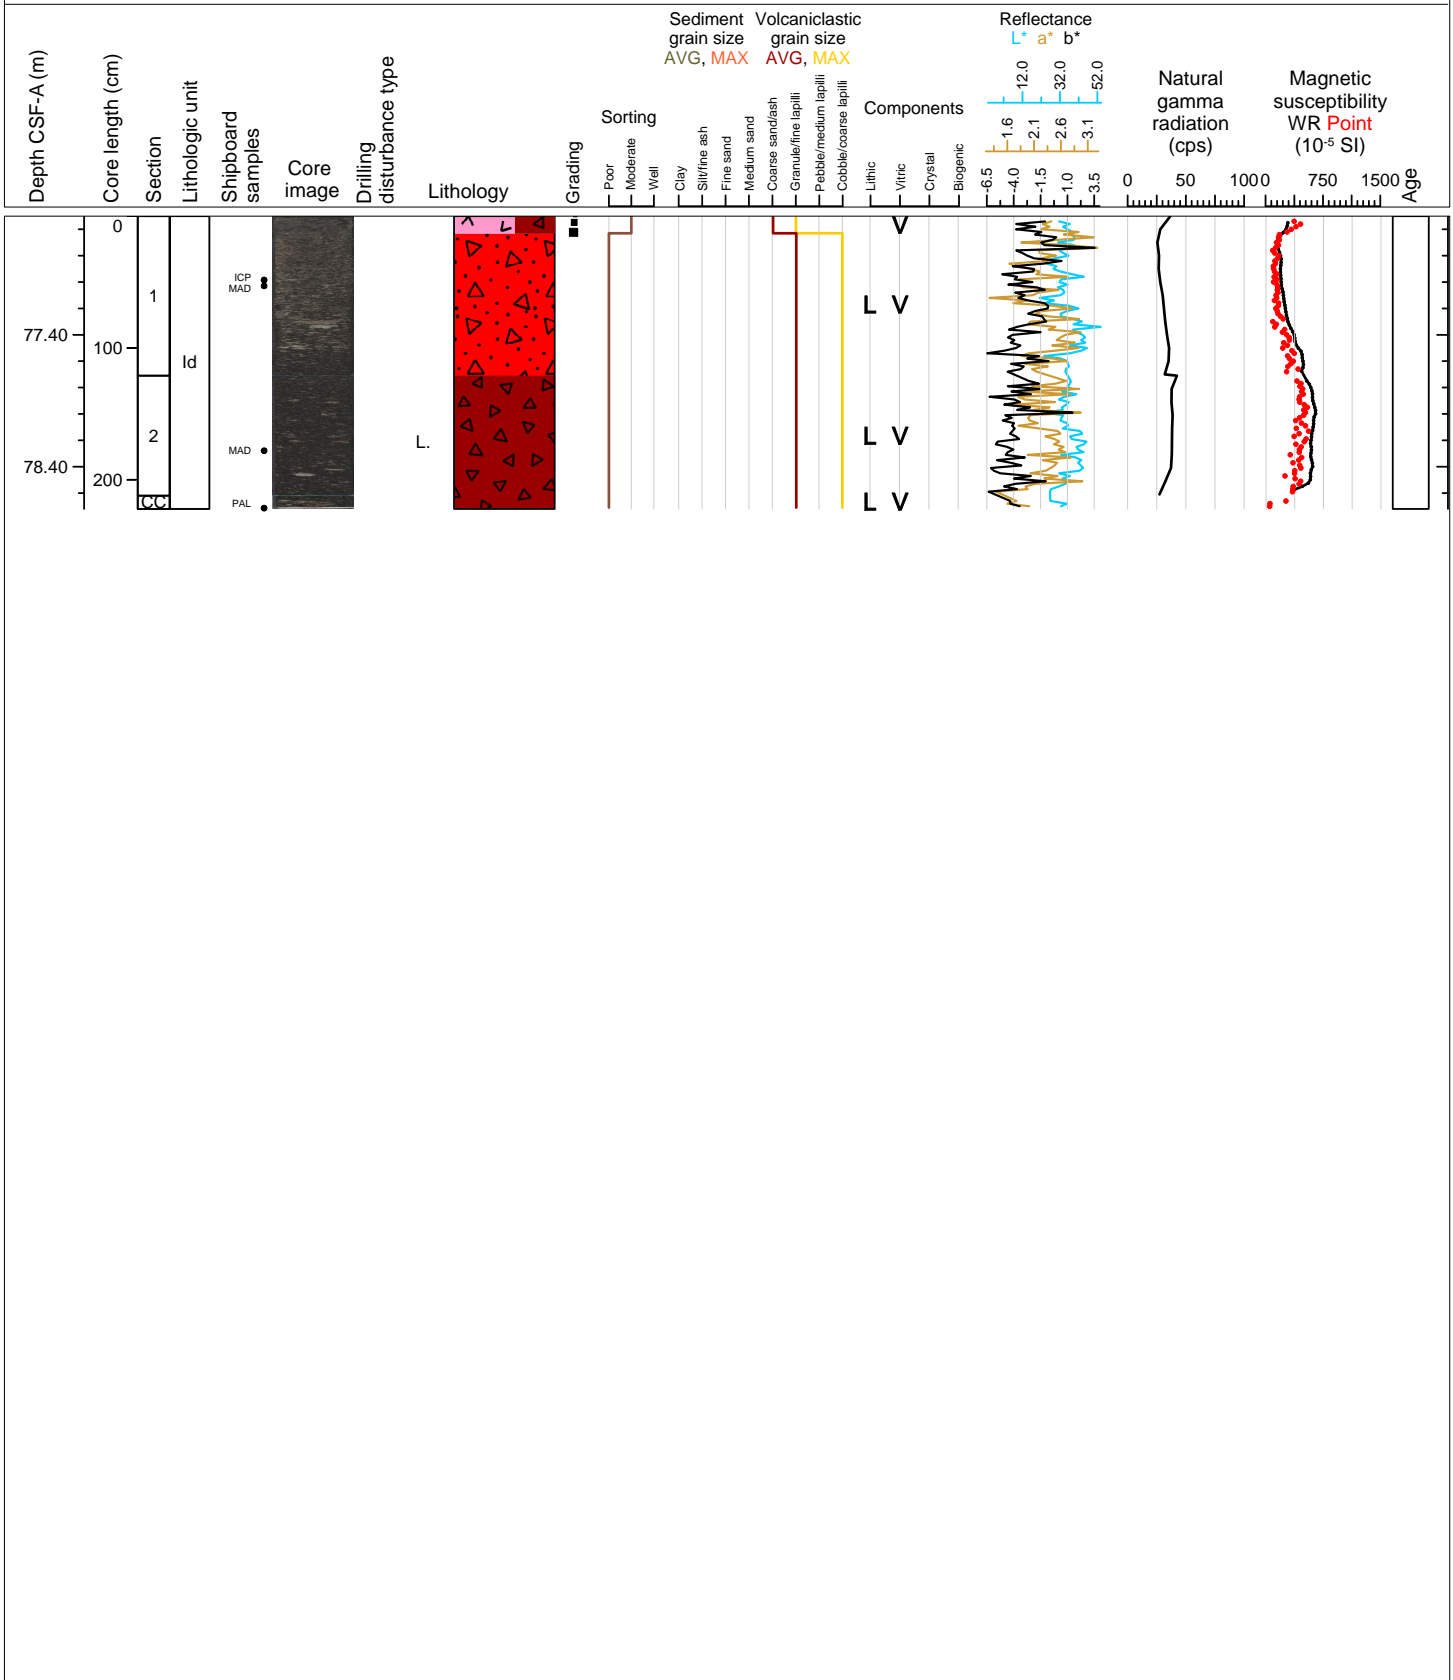 Depth CSF-A (m)
Core length (cm)
Section
Lithologic unit
Shipboard
samples
Core
image
Drilling
disturbance type
Lithology
Grading
Sorting
Poor
Moderate
Well
Sediment
grain size
AVG, MAX
Volcaniclastic
grain size
AVG, MAX
Clay
Silt/fine ash
Fine sand
Medium sand
Coarse sand/ash
Granule/fine lapilli
Pebble/medium lapilli
Cobble/coarse lapilli
Components
Lithic
Vitric
Crystal
Biogenic
Reflectance
L* a* b*
12.0 32.0 52.0
1.6 2.1 2.6 3.1
-6.5 -4.0 -1.5 1.0 3.5
Natural
gamma
radiation
(cps)
0 50 100
Magnetic
susceptibility
WR Point
(10-5 SI)
0 750 1500
Age
0
V
ICP
MAD
1
L V
77.40
100
Id
2
L.
L V
MAD
78.40
200
CC
PAL
L V